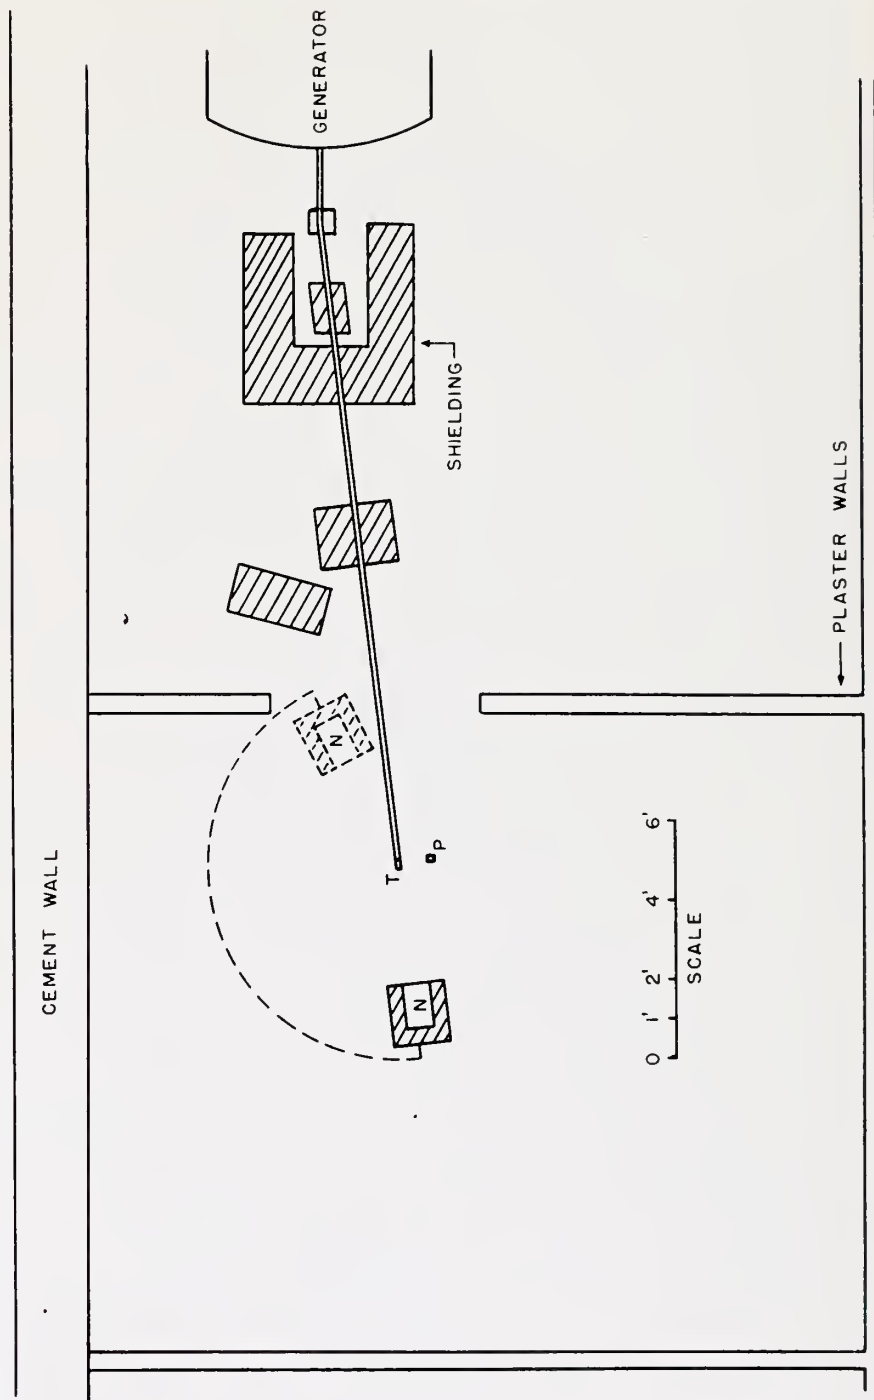 CEMENT WALL
GENERATOR
SHIELDING
PLASTER WALLS
N
N
T
P
0 1' 2' 4' 6'
SCALE